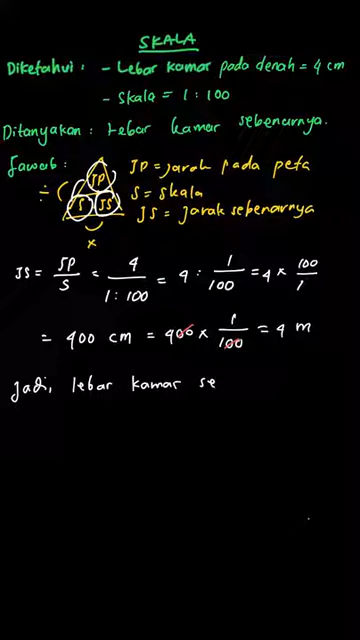 SKALA
Diketahui : - Lebar kamar pada denah = 4 cm
- Skala = 1 : 100
Ditanyakan : Lebar kamar sebenarnya.
Jawab :
÷
JP
S JS
x
JP = jarak pada peta
S = skala
JS = jarak sebenarnya
JS = JP/S = 4/1 : 100 = 4 : 1/100 = 4 x 100/1
= 400 cm = 400 x 1/100 = 4 m
Jadi, lebar kamar se